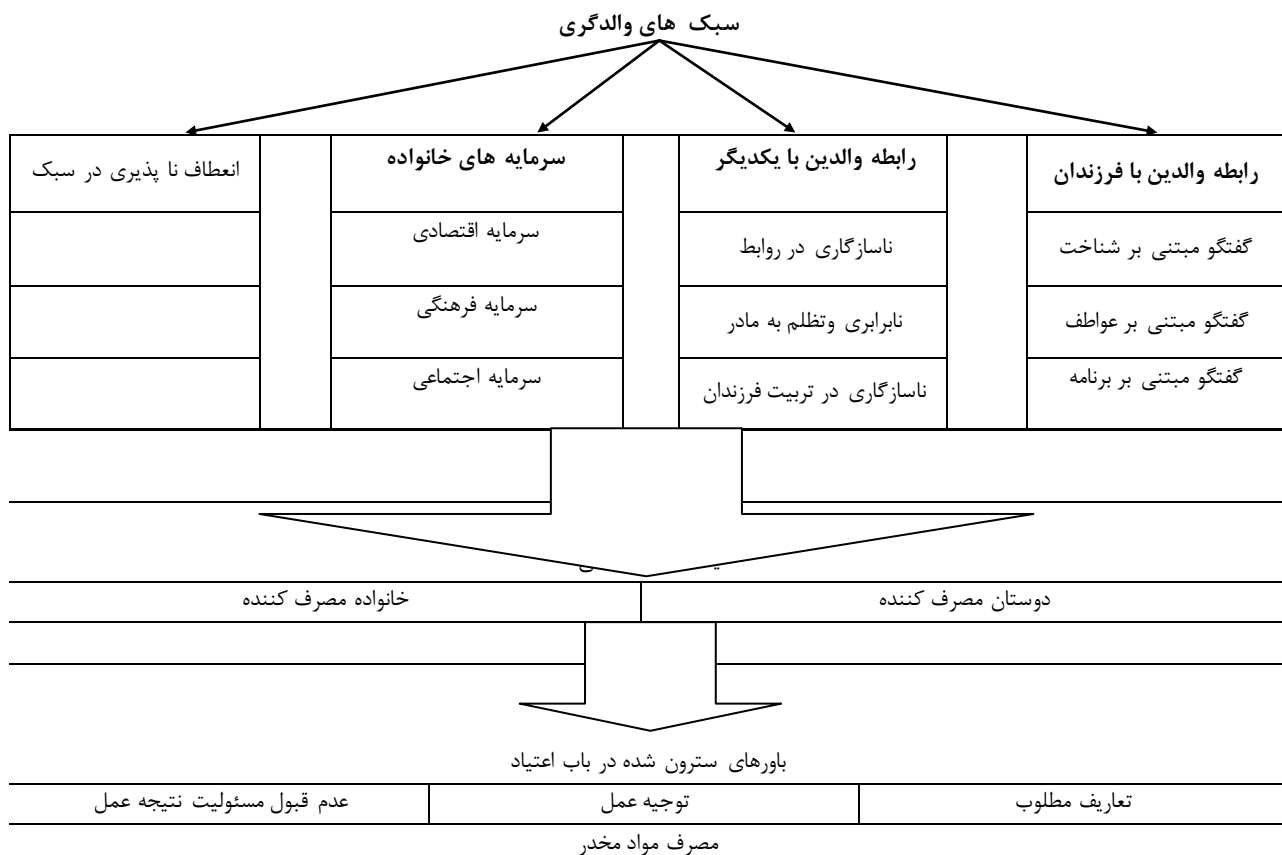 سبک های والدگری
رابطه والدین با فرزندان
رابطه والدین با یکدیگر
سرمایه های خانواده
انعطاف نا پذیری در سبک
گفتگو مبتنی بر شناخت
ناسازگاری در روابط
سرمایه اقتصادی
گفتگو مبتنی بر عواطف
نابرابری وتظلم به مادر
سرمایه فرهنگی
گفتگو مبتنی بر برنامه
ناسازگاری در تربیت فرزندان
سرمایه اجتماعی
دوستان مصرف کننده
خانواده مصرف کننده
باورهای سترون شده در باب اعتیاد
تعاریف مطلوب
توجیه عمل
عدم قبول مسئولیت نتیجه عمل
مصرف مواد مخدر